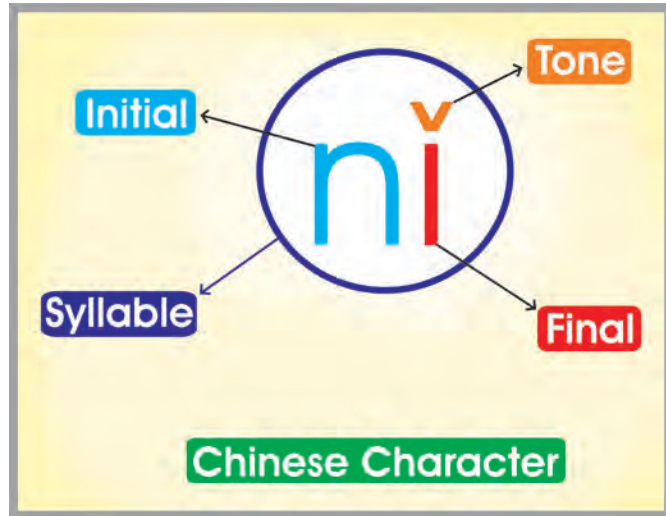 Tone
Initial
nǐ
Syllable
Final
Chinese Character